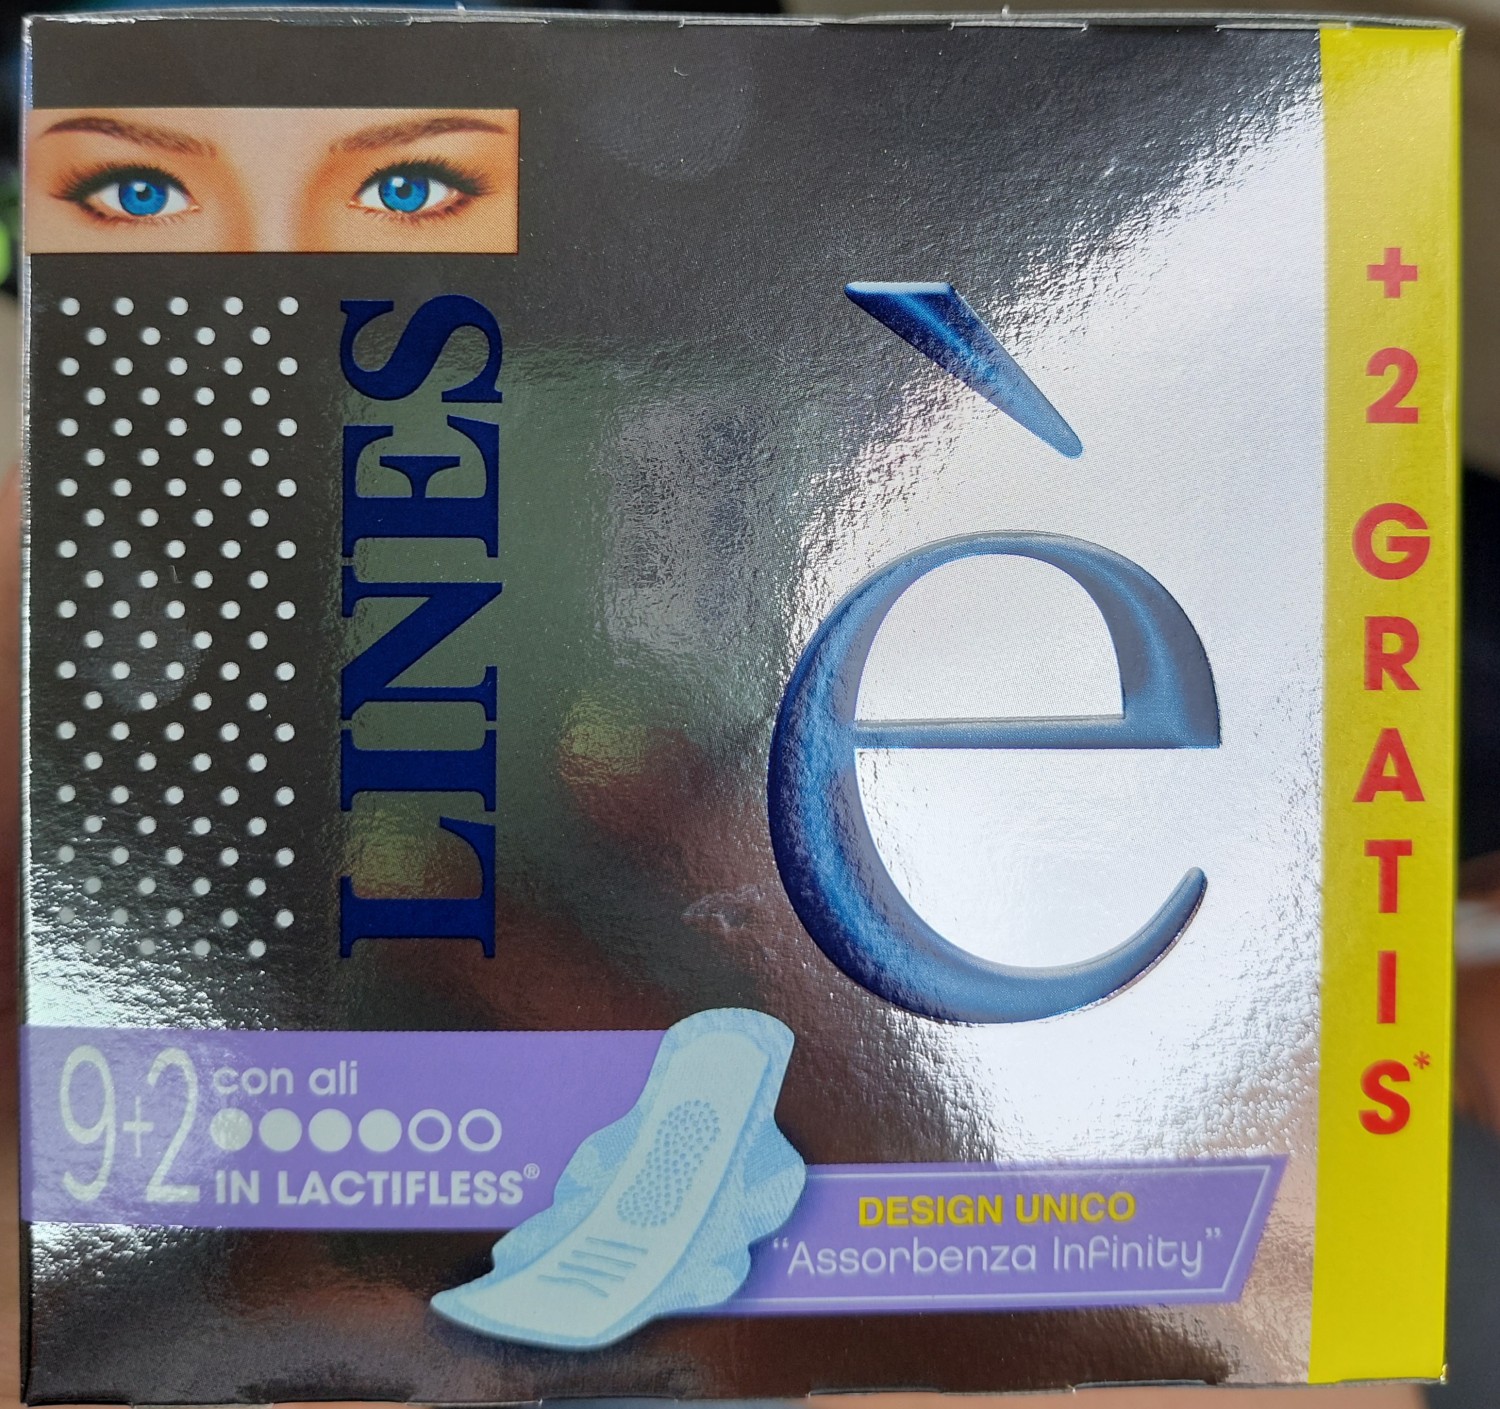 LINES
è
+2 GRATIS*
9+2
con ali
IN LACTIFLESS®
DESIGN UNICO
"Assorbenza Infinity"